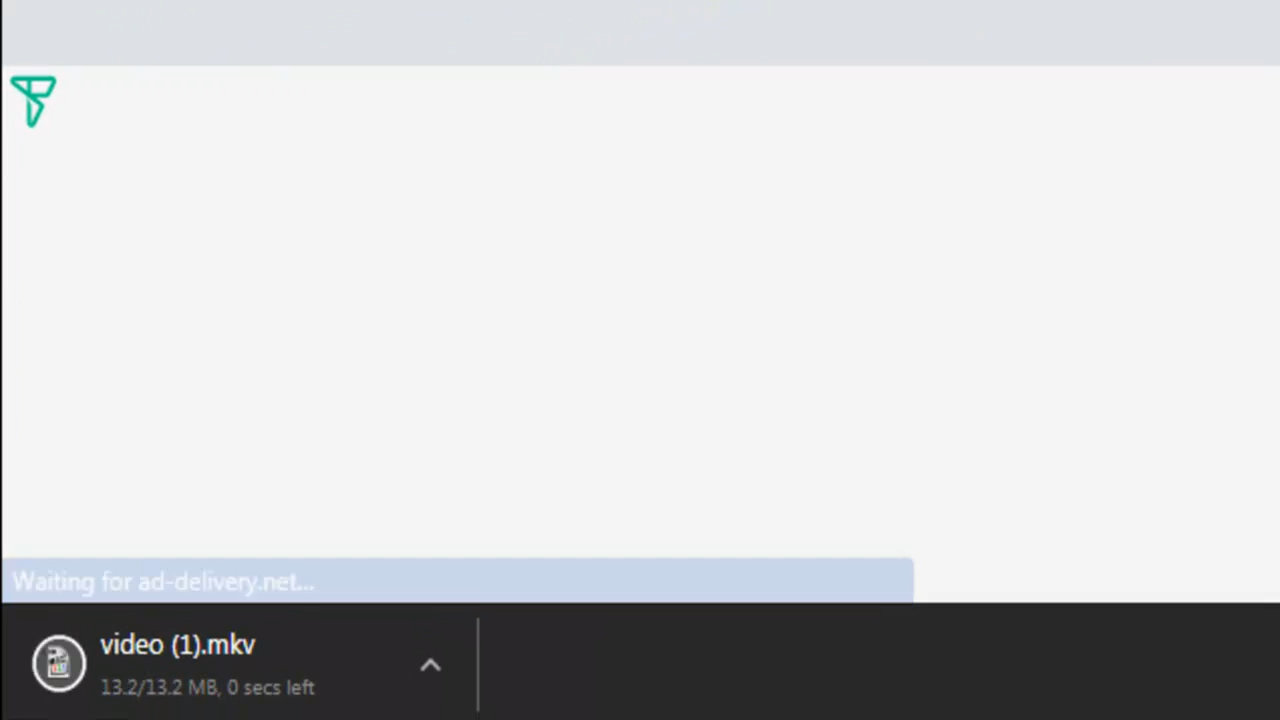 Waiting for ad-delivery.net...
video (1).mkv
13.2/13.2 MB, 0 secs left